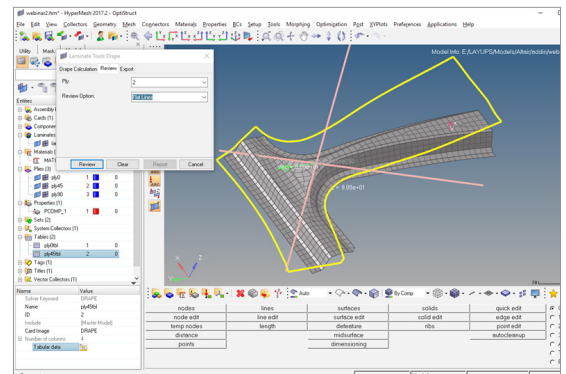 webinar2.hm* - HyperMesh 2017.2 - OptiStruct
File Edit View Collectors Geometry Mesh Connectors Materials Properties BCs Setup Tools Morphing Optimization Post XYPlots Preferences Applications Help
Utility Mask
Laminate Tools Drape
Drape Calculation Review Export
Ply 2
Review Option: Flat Lines
Review Clear Report Cancel
Model Info: E:/LAYUPS/Models/Altair/tcdin/web
Entities
Assembly
Cards (1)
Component
Laminates
Materials
MAT
Plies (3)
ply0 1 0
ply45 2 0
ply90 3 0
Properties (1)
PCOMP_1 1 0
Sets (2)
System Collectors (1)
Tables (2)
ply0tbl 1 0
ply45tbl 2 0
Tags (1)
Titles (1)
Vector Collectors (1)
Name Value
Solver Keyword DRAPE
Name ply45tbl
ID 2
Include [Master Model]
Card Image DRAPE
Number of columns 4
Tabular data
Z X
Y
Auto By Comp
nodes lines surfaces solids quick edit
node edit line edit surface edit solid edit edge edit
temp nodes length defeature ribs point edit
distance midsurface autocleanup
points dimensioning